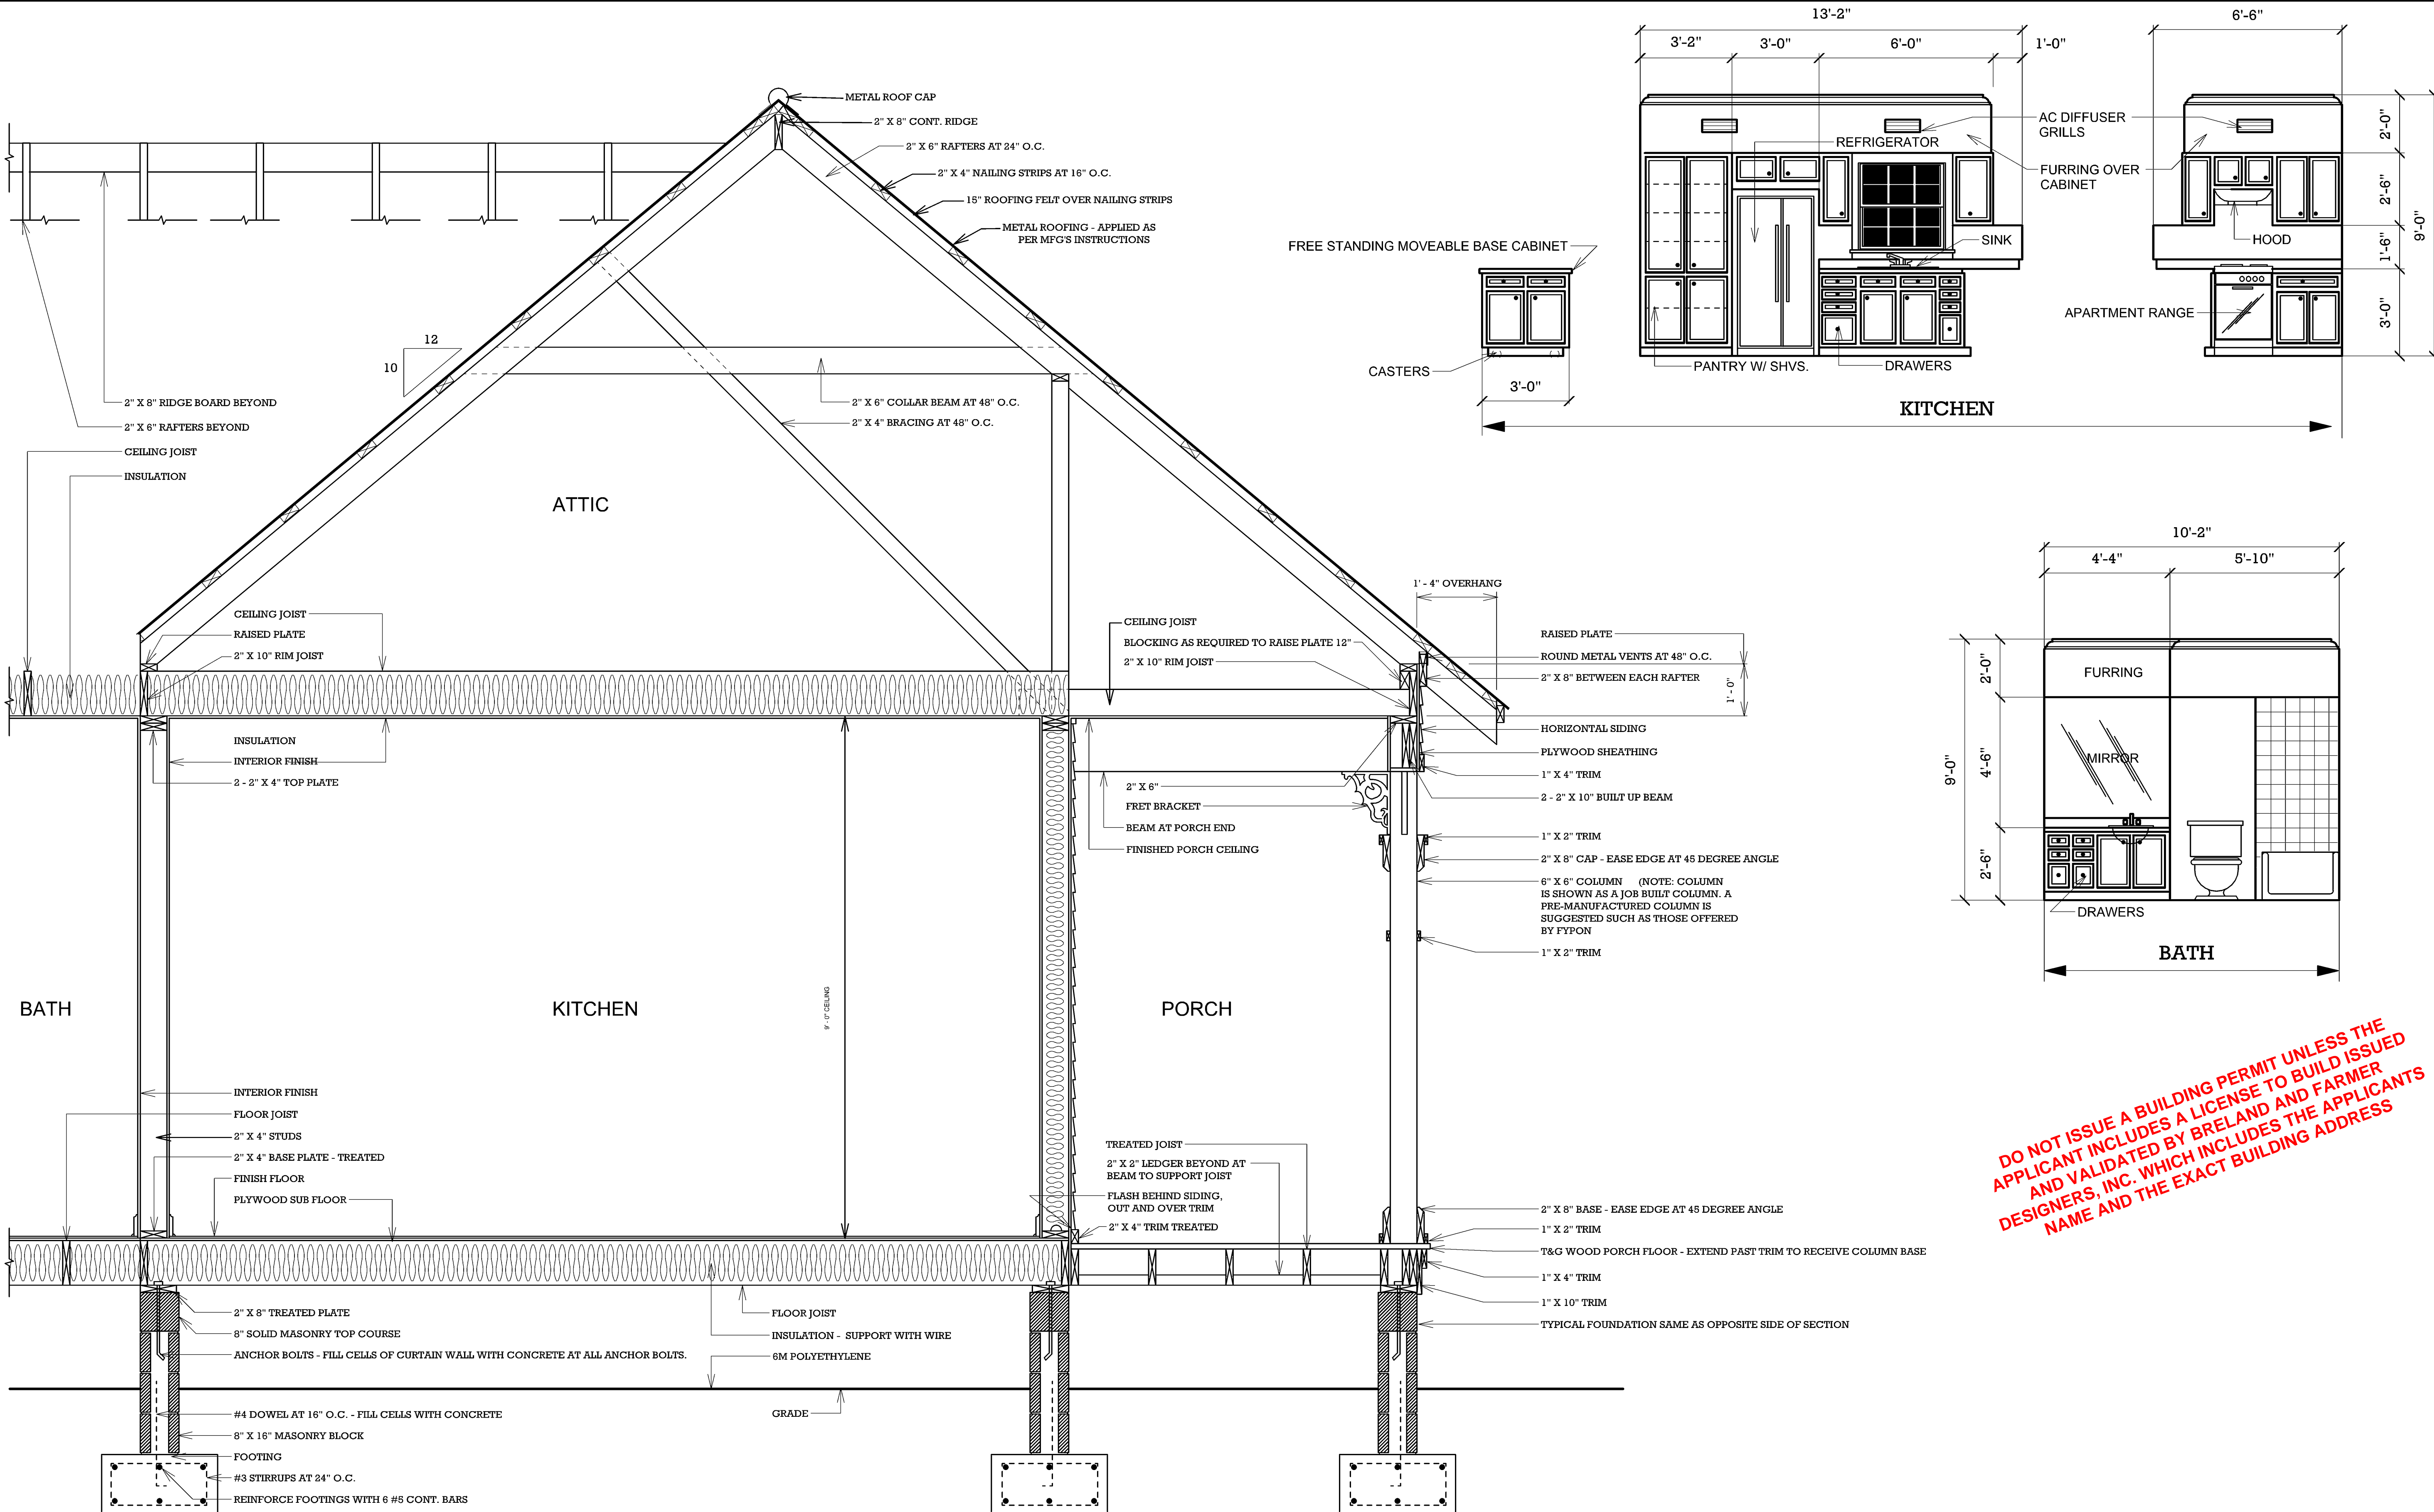 METAL ROOF CAP
2" X 8" CONT. RIDGE
2" X 6" RAFTERS AT 24" O.C.
2" X 4" NAILING STRIPS AT 16" O.C.
15" ROOFING FELT OVER NAILING STRIPS
METAL ROOFING - APPLIED AS
PER MFG'S INSTRUCTIONS
12
10
2" X 8" RIDGE BOARD BEYOND
2" X 6" RAFTERS BEYOND
CEILING JOIST
INSULATION
2" X 6" COLLAR BEAM AT 48" O.C.
2" X 4" BRACING AT 48" O.C.
ATTIC
CEILING JOIST
RAISED PLATE
2" X 10" RIM JOIST
CEILING JOIST
BLOCKING AS REQUIRED TO RAISE PLATE 12"
2" X 10" RIM JOIST
1' - 4" OVERHANG
RAISED PLATE
ROUND METAL VENTS AT 48" O.C.
2" X 8" BETWEEN EACH RAFTER
1' - 0"
HORIZONTAL SIDING
PLYWOOD SHEATHING
1" X 4" TRIM
2 - 2" X 10" BUILT UP BEAM
INSULATION
INTERIOR FINISH
2 - 2" X 4" TOP PLATE
2" X 6"
FRET BRACKET
BEAM AT PORCH END
FINISHED PORCH CEILING
1" X 2" TRIM
2" X 8" CAP - EASE EDGE AT 45 DEGREE ANGLE
6" X 6" COLUMN (NOTE: COLUMN
IS SHOWN AS A JOB BUILT COLUMN. A
PRE-MANUFACTURED COLUMN IS
SUGGESTED SUCH AS THOSE OFFERED
BY FYPON
1" X 2" TRIM
BATH
KITCHEN
9' - 0" CEILING
PORCH
INTERIOR FINISH
FLOOR JOIST
2" X 4" STUDS
2" X 4" BASE PLATE - TREATED
FINISH FLOOR
PLYWOOD SUB FLOOR
TREATED JOIST
2" X 2" LEDGER BEYOND AT
BEAM TO SUPPORT JOIST
FLASH BEHIND SIDING,
OUT AND OVER TRIM
2" X 4" TRIM TREATED
2" X 8" BASE - EASE EDGE AT 45 DEGREE ANGLE
1" X 2" TRIM
T&G WOOD PORCH FLOOR - EXTEND PAST TRIM TO RECEIVE COLUMN BASE
1" X 4" TRIM
1" X 10" TRIM
TYPICAL FOUNDATION SAME AS OPPOSITE SIDE OF SECTION
2" X 8" TREATED PLATE
8" SOLID MASONRY TOP COURSE
ANCHOR BOLTS - FILL CELLS OF CURTAIN WALL WITH CONCRETE AT ALL ANCHOR BOLTS.
FLOOR JOIST
INSULATION - SUPPORT WITH WIRE
6M POLYETHYLENE
GRADE
#4 DOWEL AT 16" O.C. - FILL CELLS WITH CONCRETE
8" X 16" MASONRY BLOCK
FOOTING
#3 STIRRUPS AT 24" O.C.
REINFORCE FOOTINGS WITH 6 #5 CONT. BARS
13'-2"
3'-2"
3'-0"
6'-0"
1'-0"
6'-6"
AC DIFFUSER
GRILLS
REFRIGERATOR
FURRING OVER
CABINET
SINK
HOOD
FREE STANDING MOVEABLE BASE CABINET
APARTMENT RANGE
CASTERS
3'-0"
PANTRY W/ SHVS.
DRAWERS
2'-0"
2'-6"
1'-6"
3'-0"
9'-0"
KITCHEN
10'-2"
4'-4"
5'-10"
9'-0"
2'-0"
4'-6"
2'-6"
FURRING
MIRROR
DRAWERS
BATH
DO NOT ISSUE A BUILDING PERMIT UNLESS THE
APPLICANT INCLUDES A LICENSE TO BUILD ISSUED
AND VALIDATED BY BRELAND AND FARMER
DESIGNERS, INC. WHICH INCLUDES THE APPLICANTS
NAME AND THE EXACT BUILDING ADDRESS